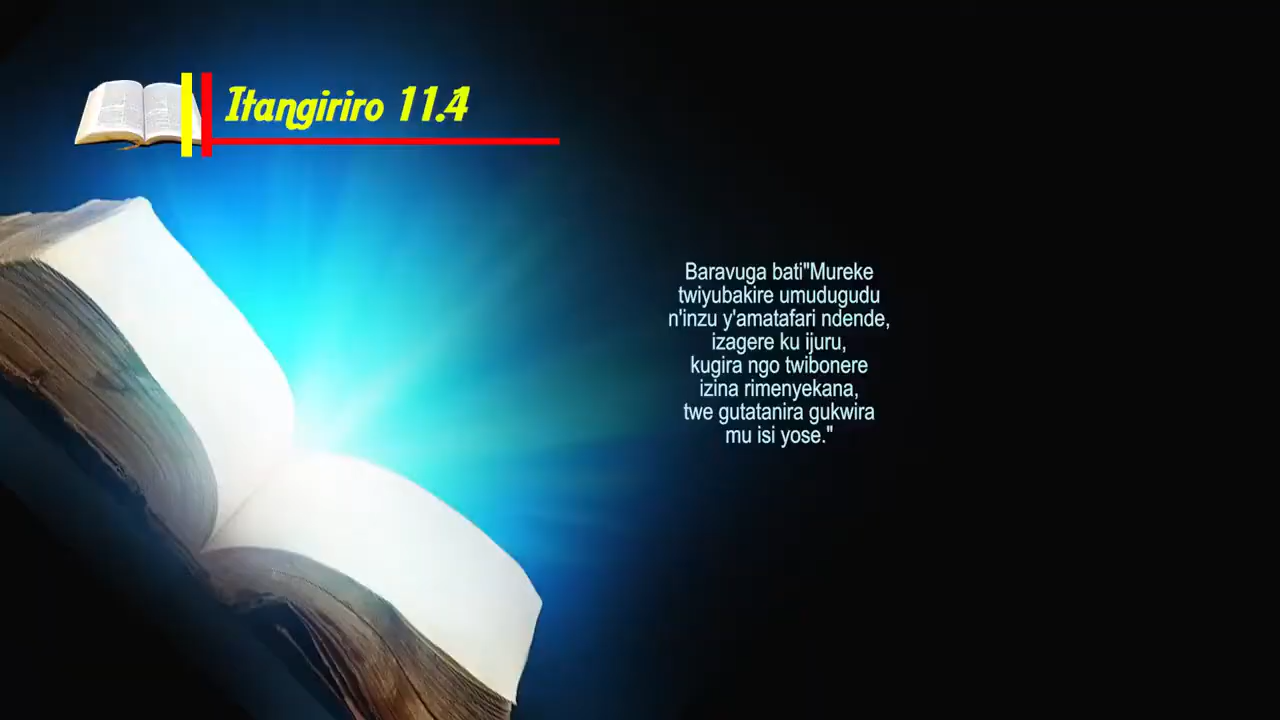 Itangiriro 11.4
Baravuga bati"Mureke
twiyubakire umudugudu
n'inzu y'amatafari ndende,
izagere ku ijuru,
kugira ngo twibonere
izina rimenyekana,
twe gutatanira gukwira
mu isi yose."